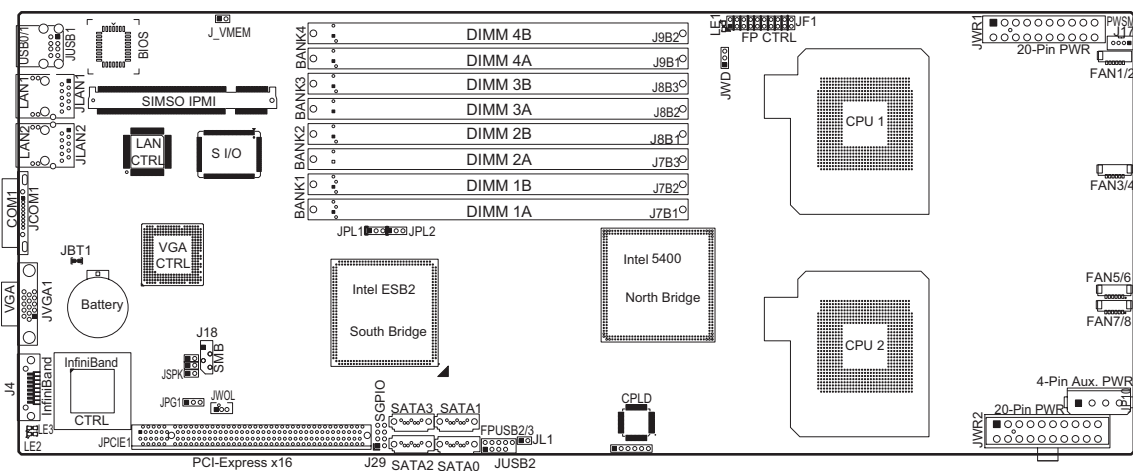 USB0/1
JUSB1
BIOS
J_VMEM
BANK4
DIMM 4B
J9B2
DIMM 4A
J9B1
BANK3
DIMM 3B
J8B3
DIMM 3A
J8B2
BANK2
DIMM 2B
J8B1
DIMM 2A
J7B3
BANK1
DIMM 1B
J7B2
DIMM 1A
J7B1
LE1
JF1
FP CTRL
JWD
JWR1
20-Pin PWR
PWSM
J17
FAN1/2
LAN1
JLAN1
SIMSO IPMI
LAN2
JLAN2
LAN
CTRL
S I/O
CPU 1
FAN3/4
COM1
JCOM1
JPL1
JPL2
JBT1
VGA
CTRL
Intel ESB2
South Bridge
Intel 5400
North Bridge
VGA
JVGA1
Battery
FAN5/6
FAN7/8
CPU 2
J18
SMB
JSPK
J4
InfiniBand
InfiniBand
CTRL
JPG1
JWOL
LE3
LE2
JPCIE1
PCI-Express x16
SGPIO
J29
SATA3
SATA1
SATA2
SATA0
FPUSB2/3
JUSB2
JL1
CPLD
4-Pin Aux. PWR
JP10
20-Pin PWR
JWR2